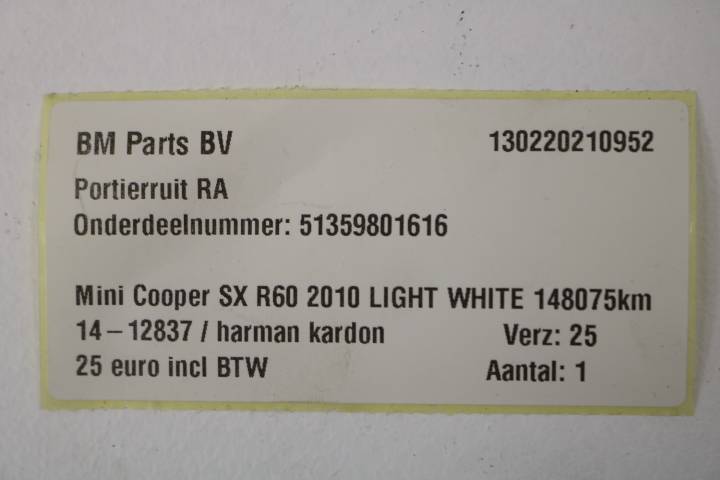 BM Parts BV 130220210952
Portierruit RA
Onderdeelnummer: 51359801616
Mini Cooper SX R60 2010 LIGHT WHITE 148075km
14-12837 / harman kardon Verz: 25
25 euro incl BTW Aantal: 1